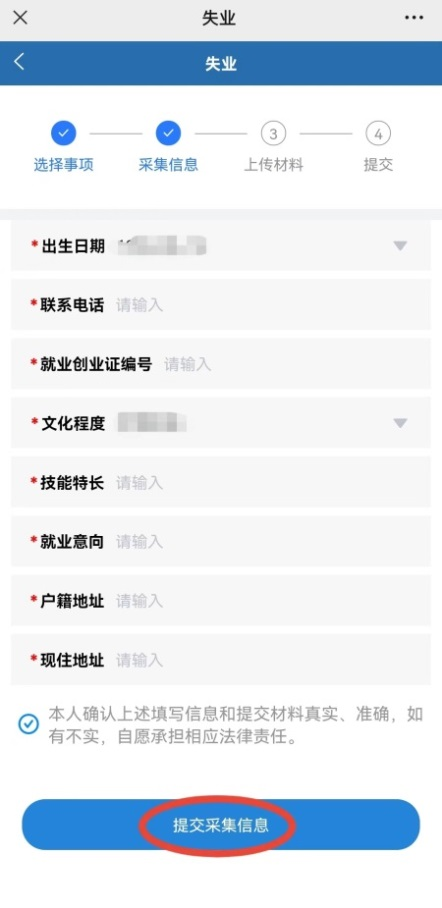 失业
失业
3 4
选择事项 采集信息 上传材料 提交
*出生日期
*联系电话 请输入
*就业创业证编号 请输入
*文化程度
*技能特长 请输入
*就业意向 请输入
*户籍地址 请输入
*现住地址 请输入
本人确认上述填写信息和提交材料真实、准确，如
有不实，自愿承担相应法律责任。
提交采集信息